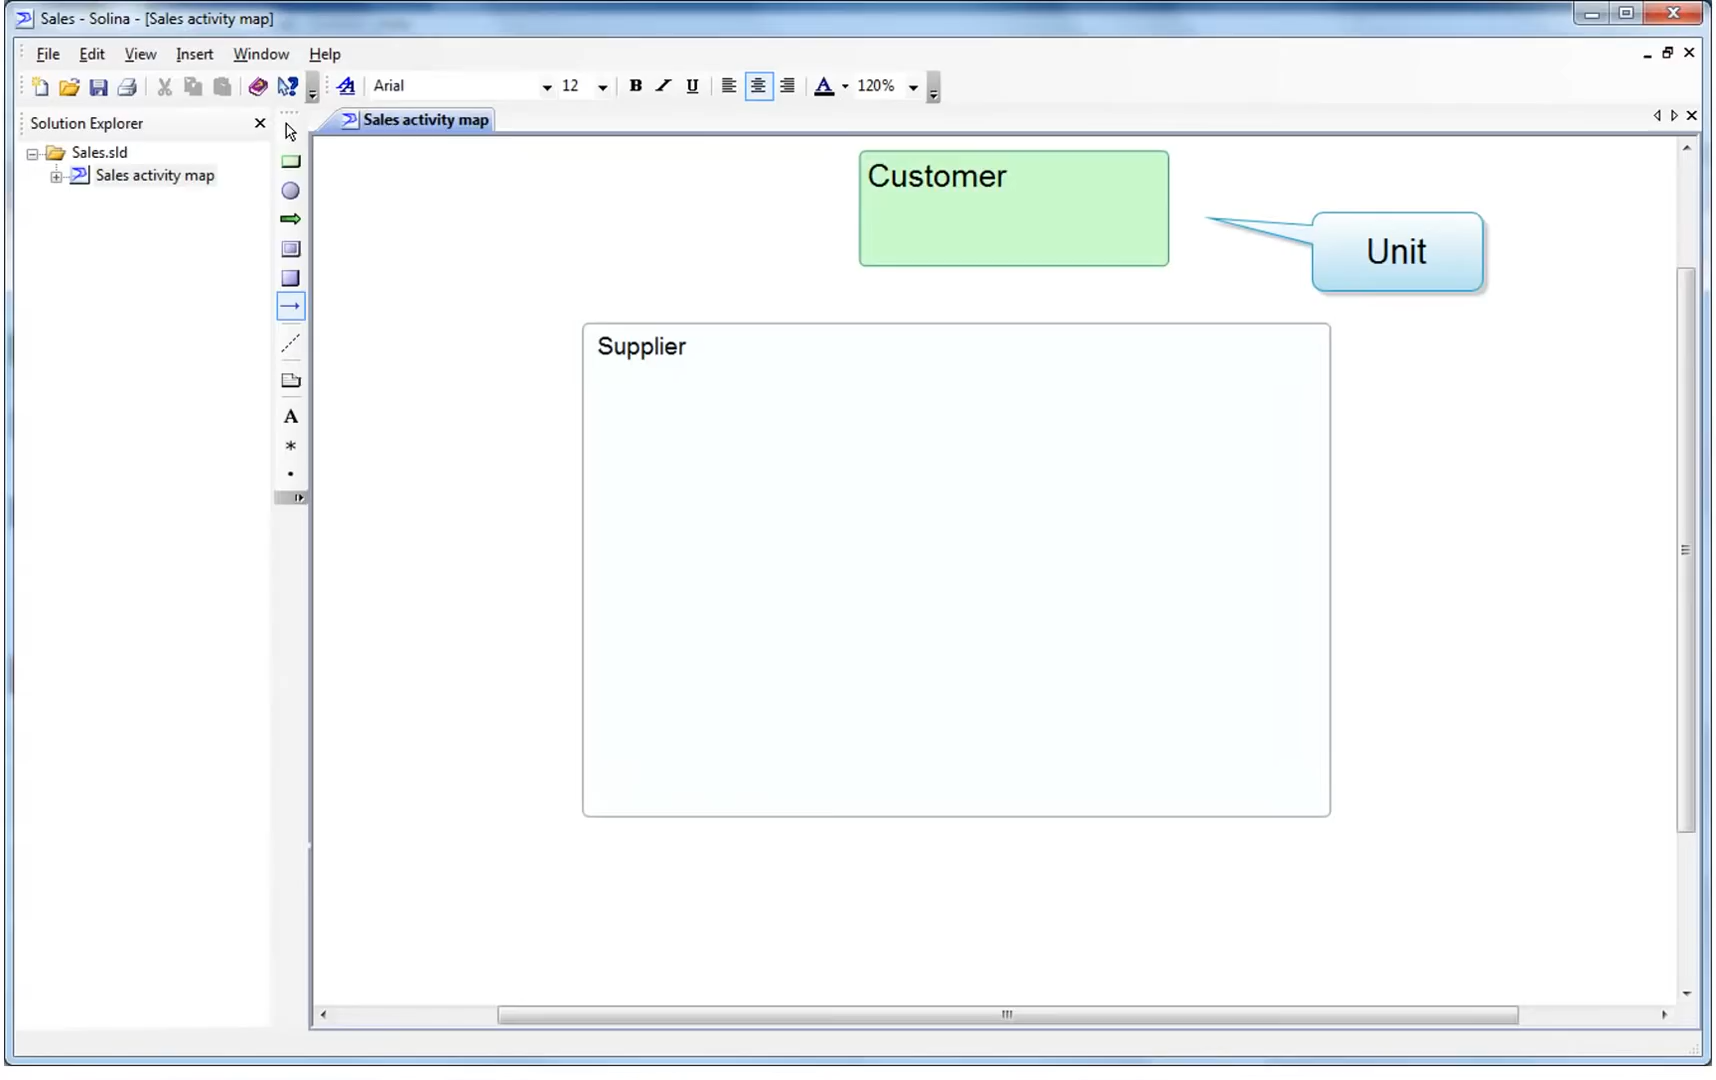 Sales - Solina - [Sales activity map]
File Edit View Insert Window Help
A Arial 12 B I U A 120%
Solution Explorer
Sales activity map
Sales.sld
Sales activity map
Customer
Unit
Supplier
A
*